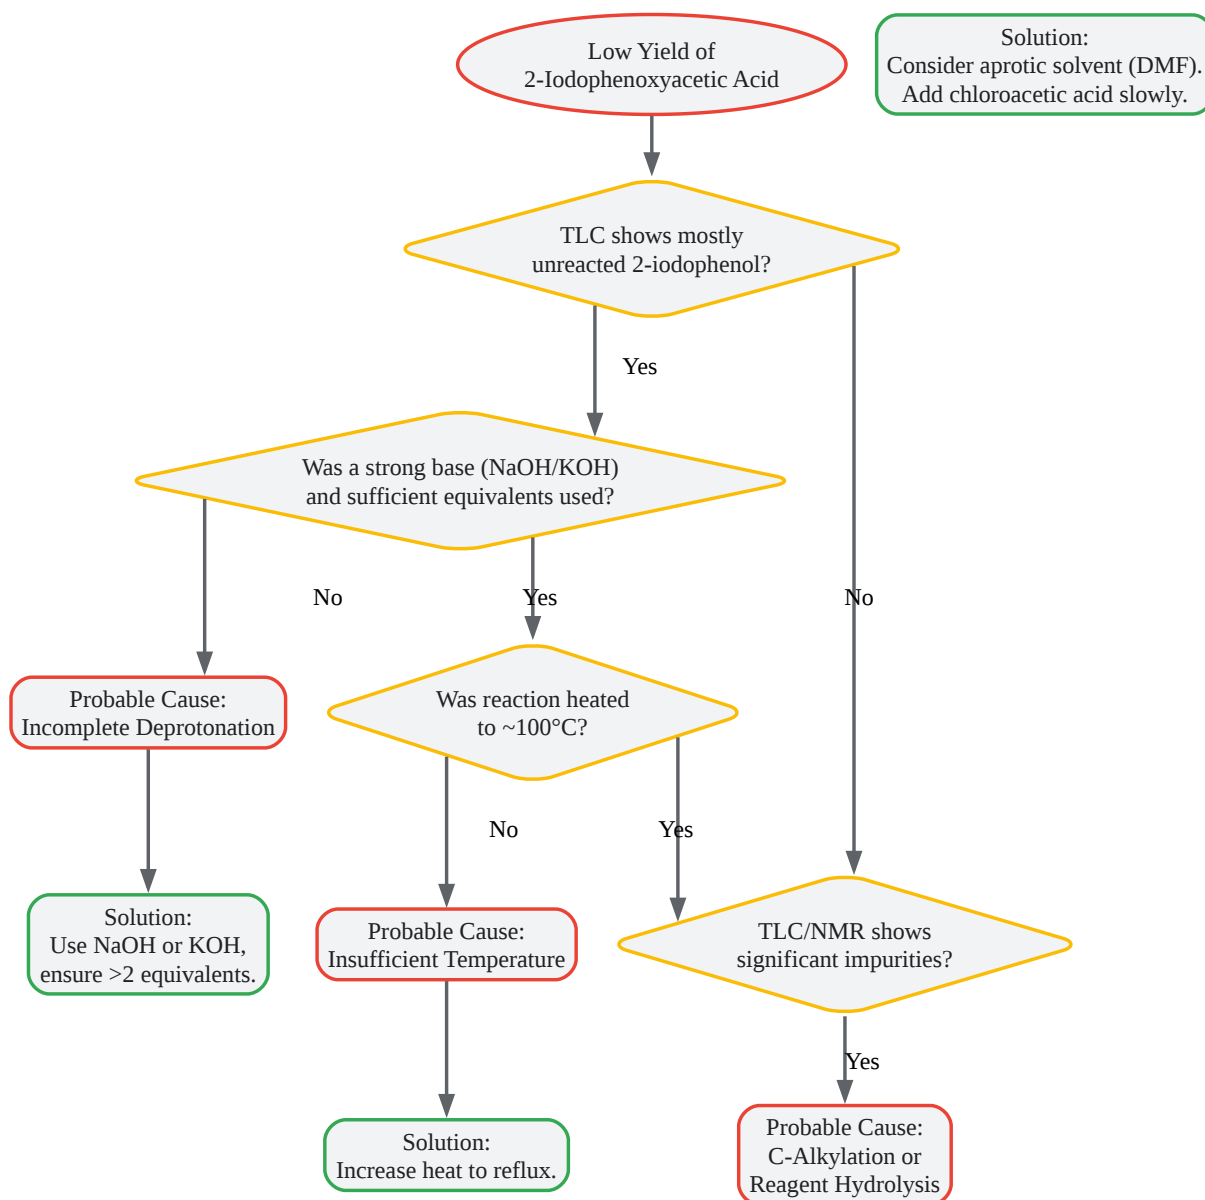 Low Yield of
2-Iodophenoxyacetic Acid
Solution:
Consider aprotic solvent (DMF).
Add chloroacetic acid slowly.
TLC shows mostly
unreacted 2-iodophenol?
Yes
Was a strong base (NaOH/KOH)
and sufficient equivalents used?
No
Yes
No
Probable Cause:
Incomplete Deprotonation
Was reaction heated
to ~100°C?
No
Yes
Solution:
Use NaOH or KOH,
ensure >2 equivalents.
Probable Cause:
Insufficient Temperature
TLC/NMR shows
significant impurities?
Yes
Solution:
Increase heat to reflux.
Probable Cause:
C-Alkylation or
Reagent Hydrolysis